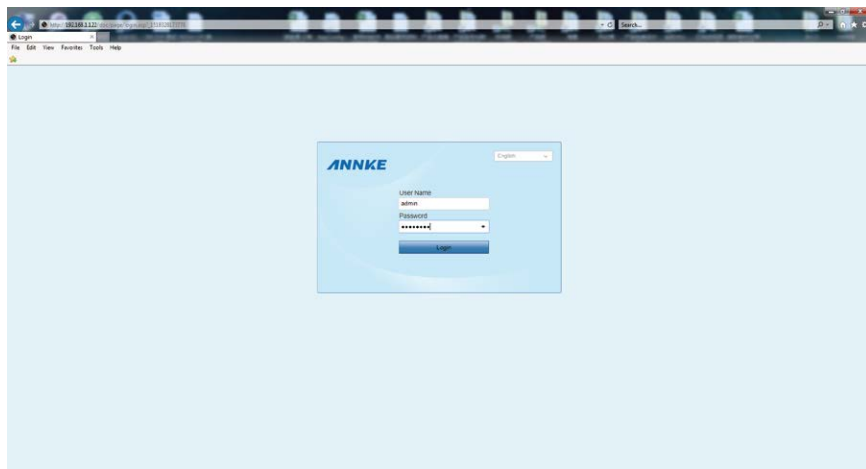 Search...
Login
File Edit View Favorites Tools Help
ANNKE
English
User Name
admin
Password
Login